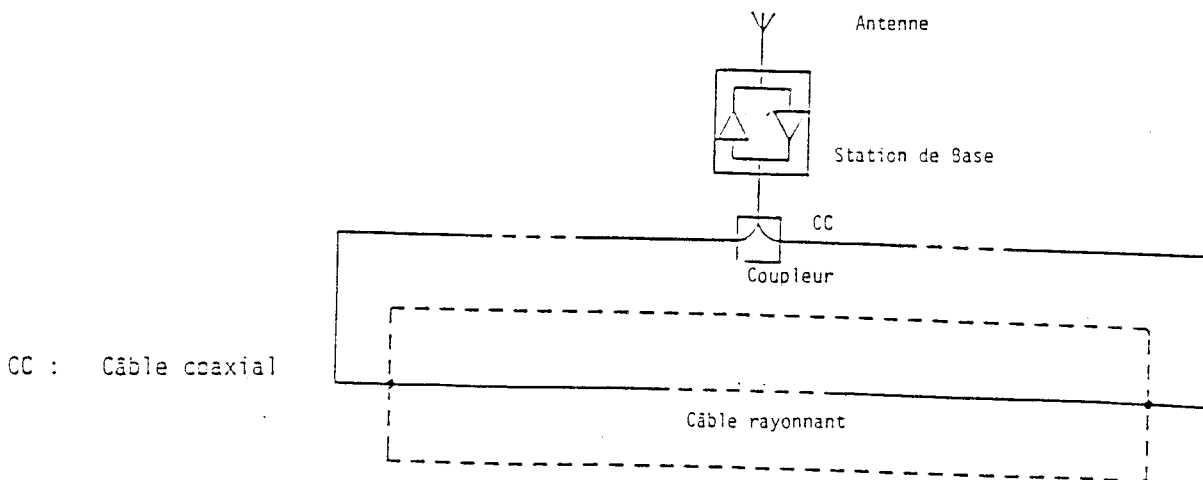 Antenne
Station de Base
CC
Coupleur
CC : Câble coaxial
Câble rayonnant